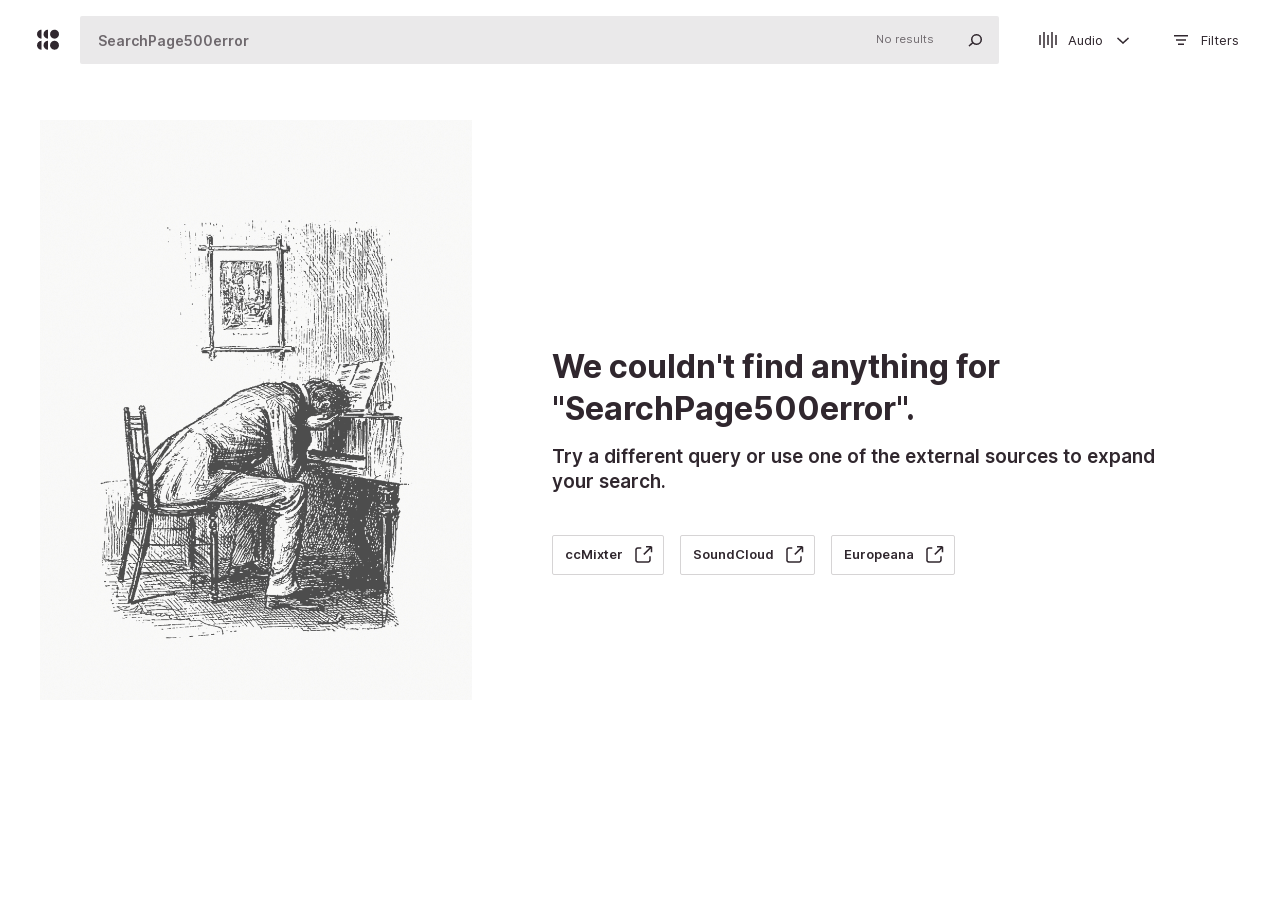 SearchPage500error
No results
Audio
Filters
We couldn't find anything for
"SearchPage500error".
Try a different query or use one of the external sources to expand
your search.
ccMixter
SoundCloud
Europeana